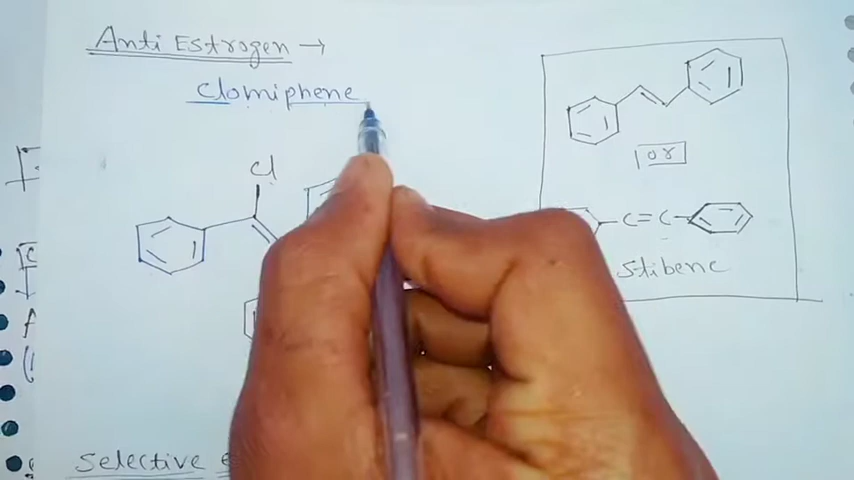 Anti Estrogen →
Clomiphene
Cl
or
C=C
Stibene
Selective